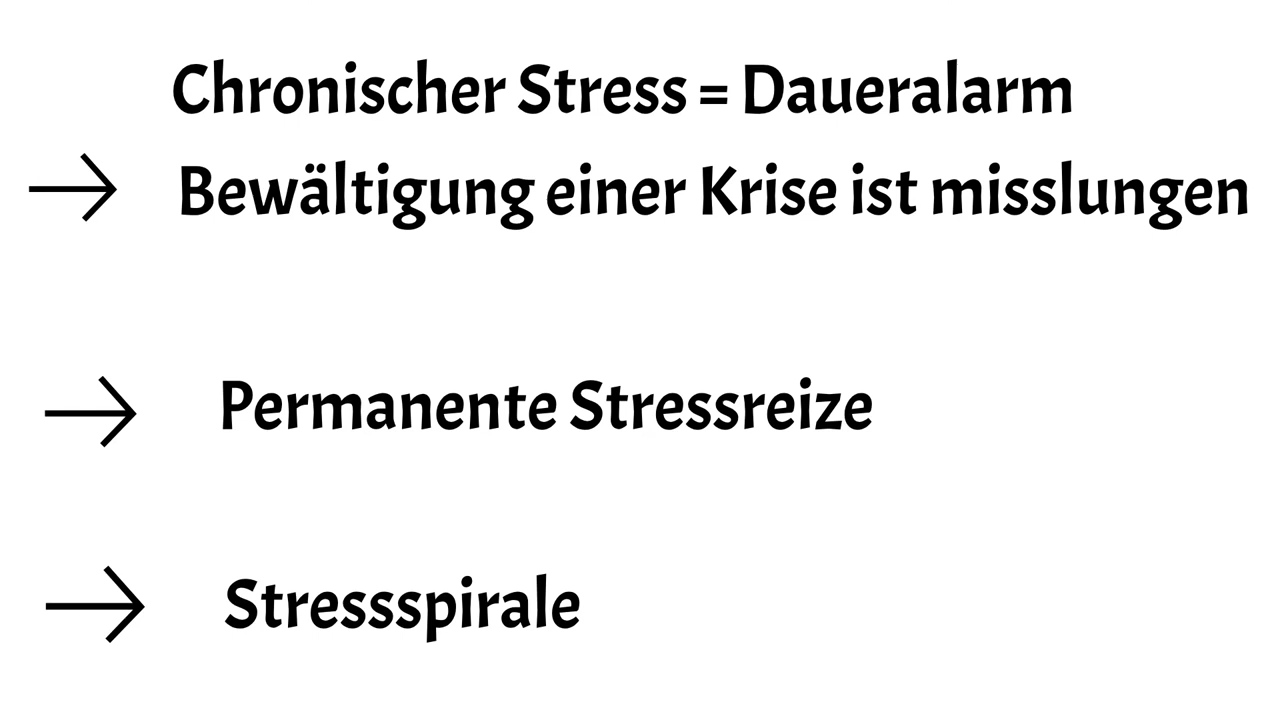 Chronischer Stress = Daueralarm
→ Bewältigung einer Krise ist misslungen
→ Permanente Stressreize
→ Stressspirale